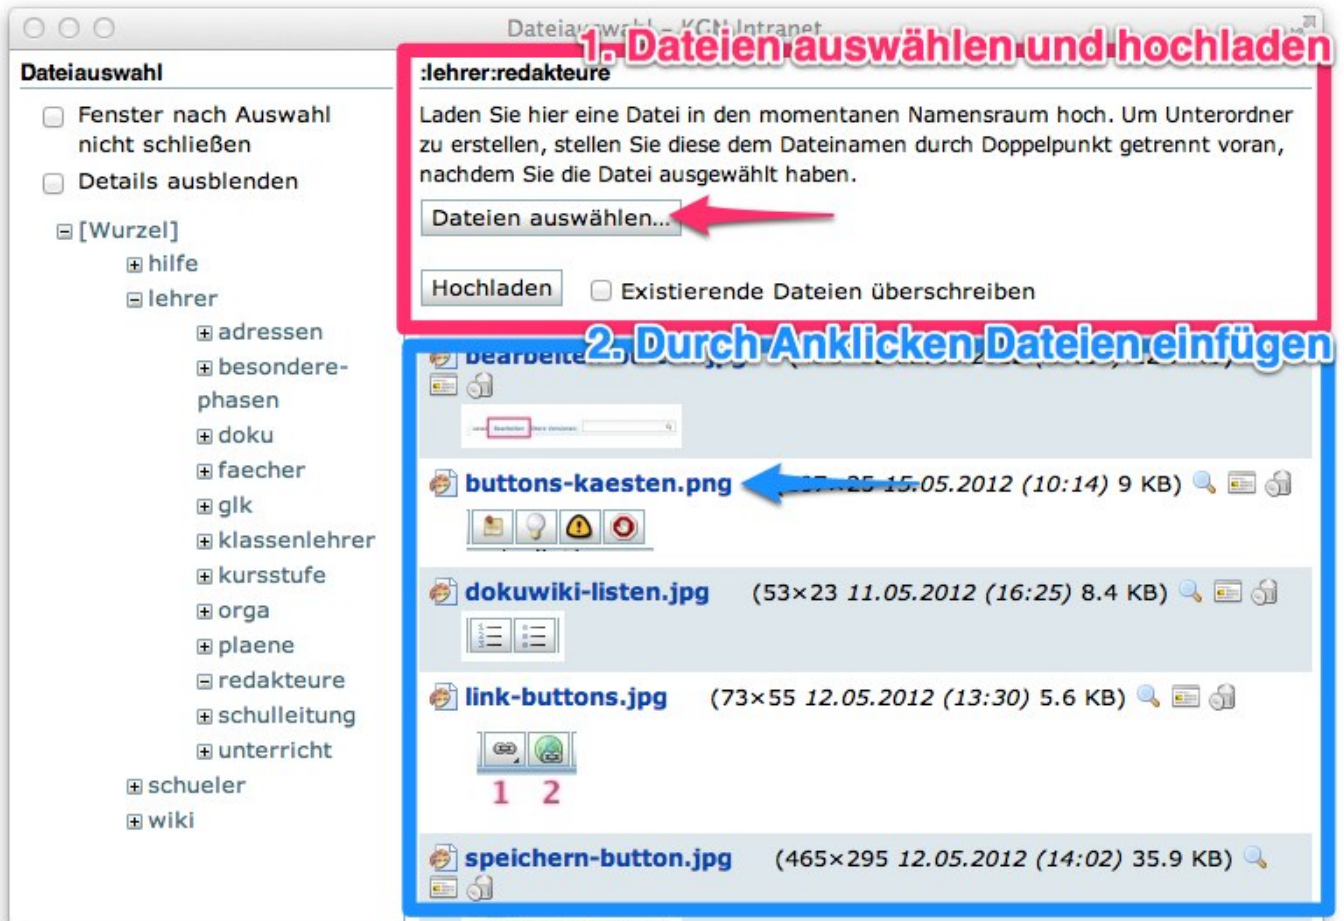 Dateiauswahl – KGN Intranet
1. Dateien auswählen und hochladen
Dateiauswahl
Fenster nach Auswahl
nicht schließen
Details ausblenden
[Wurzel]
hilfe
lehrer
adressen
besondere-
phasen
doku
faecher
glk
klassenlehrer
kursstufe
orga
plaene
redakteure
schulleitung
unterricht
schueler
wiki
:lehrer:redakteure
Laden Sie hier eine Datei in den momentanen Namensraum hoch. Um Unterordner
zu erstellen, stellen Sie diese dem Dateinamen durch Doppelpunkt getrennt voran,
nachdem Sie die Datei ausgewählt haben.
Dateien auswählen...
Hochladen
Existierende Dateien überschreiben
2. Durch Anklicken Dateien einfügen
Bearbeiten
buttons-kaesten.png 15.05.2012 (10:14) 9 KB)
dokuwiki-listen.jpg (53×23 11.05.2012 (16:25) 8.4 KB)
link-buttons.jpg (73×55 12.05.2012 (13:30) 5.6 KB)
1 2
speichern-button.jpg (465×295 12.05.2012 (14:02) 35.9 KB)